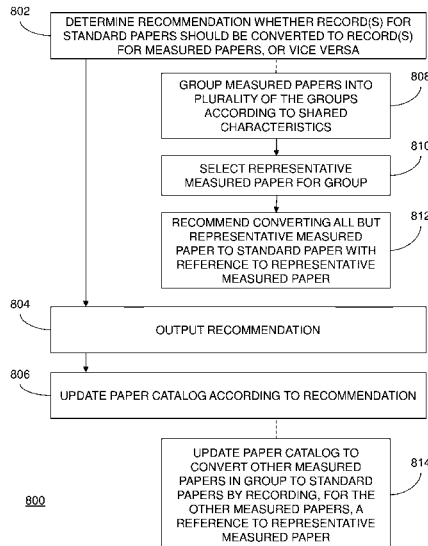 802
DETERMINE RECOMMENDATION WHETHER RECORD(S) FOR
STANDARD PAPERS SHOULD BE CONVERTED TO RECORD(S)
FOR MEASURED PAPERS, OR VICE VERSA
808
GROUP MEASURED PAPERS INTO
PLURALITY OF THE GROUPS
ACCORDING TO SHARED
CHARACTERISTICS
810
SELECT REPRESENTATIVE
MEASURED PAPER FOR GROUP
812
RECOMMEND CONVERTING ALL BUT
REPRESENTATIVE MEASURED
PAPER TO STANDARD PAPER WITH
REFERENCE TO REPRESENTATIVE
MEASURED PAPER
804
OUTPUT RECOMMENDATION
806
UPDATE PAPER CATALOG ACCORDING TO RECOMMENDATION
814
UPDATE PAPER CATALOG TO
CONVERT OTHER MEASURED
PAPERS IN GROUP TO STANDARD
PAPERS BY RECORDING, FOR THE
OTHER MEASURED PAPERS, A
REFERENCE TO REPRESENTATIVE
MEASURED PAPER
800